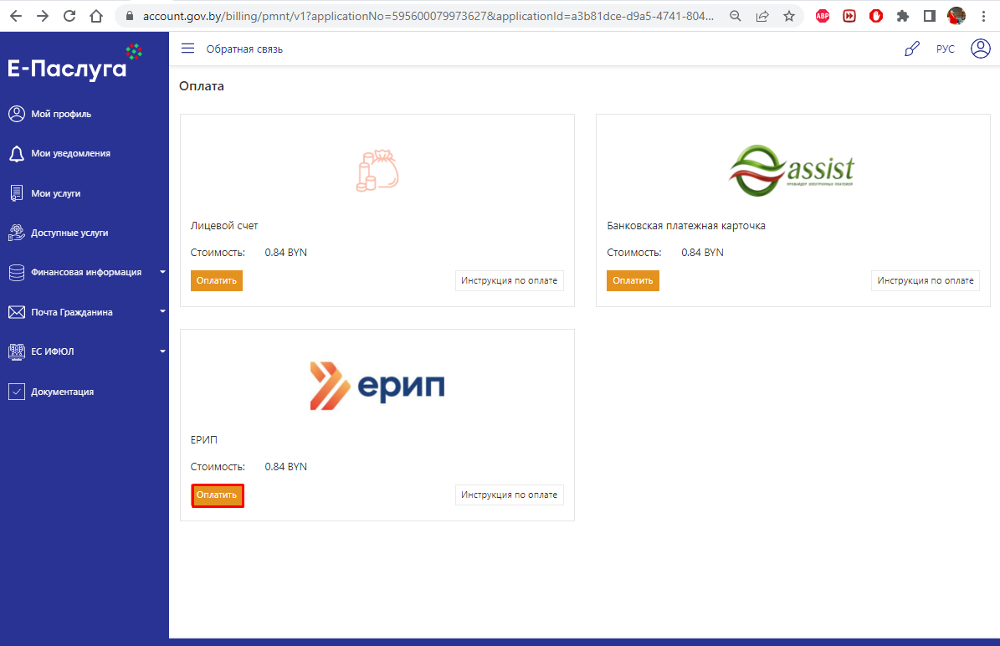 account.gov.by/billing/pmnt/v1?applicationNo=595600079973627&applicationId=a3b81dce-d9a5-4741-804...
ABP
Е-Паслуга
Обратная связь
РУС
Мой профиль
Мои уведомления
Мои услуги
Доступные услуги
Финансовая информация
Почта Гражданина
ЕС ИФЮЛ
Документация
Оплата
Лицевой счет
Стоимость: 0.84 BYN
Оплатить
Инструкция по оплате
assist
ПРОВАЙДЕР ЭЛЕКТРОННЫХ ПЛАТЕЖЕЙ
Банковская платежная карточка
Стоимость: 0.84 BYN
Оплатить
Инструкция по оплате
ерип
ЕРИП
Стоимость: 0.84 BYN
Оплатить
Инструкция по оплате